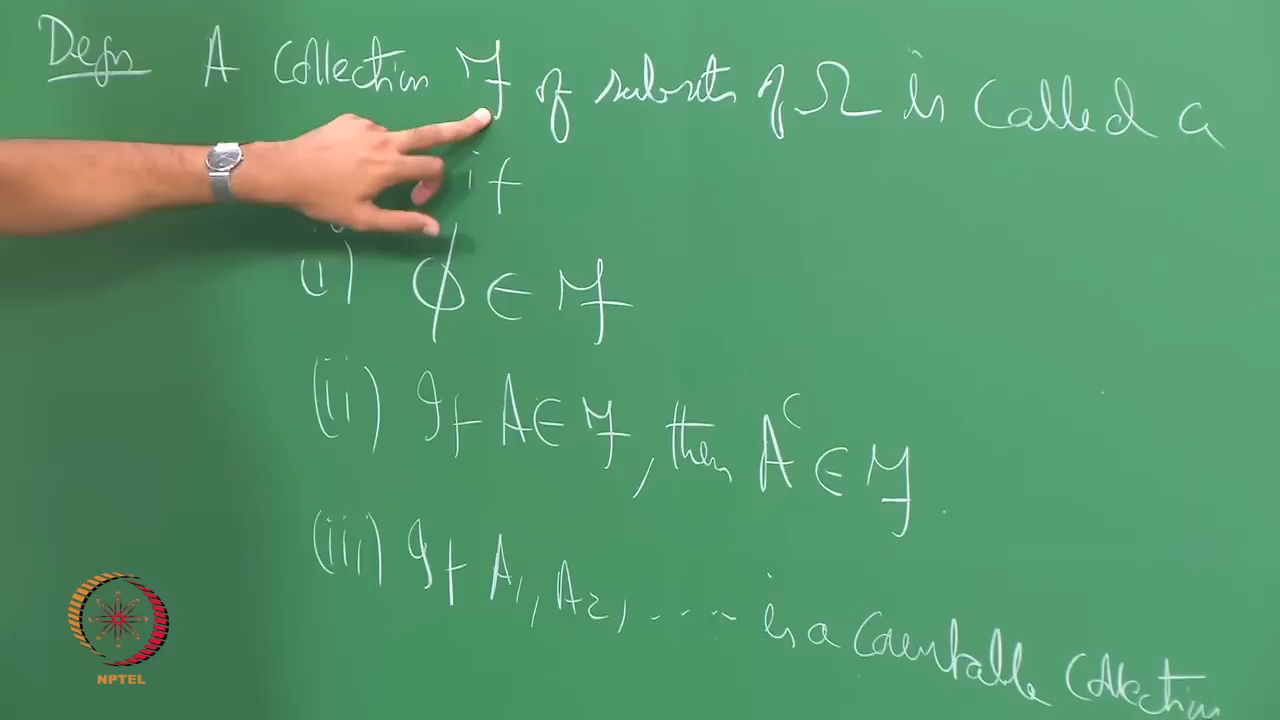 Defn A Collection ℱ of subsets of Ω is called a
if
(i) ϕ ∈ ℱ
(ii) If A ∈ ℱ, then Aᶜ ∈ ℱ.
(iii) If A₁, A₂, ..... is a Countable Collection
NPTEL